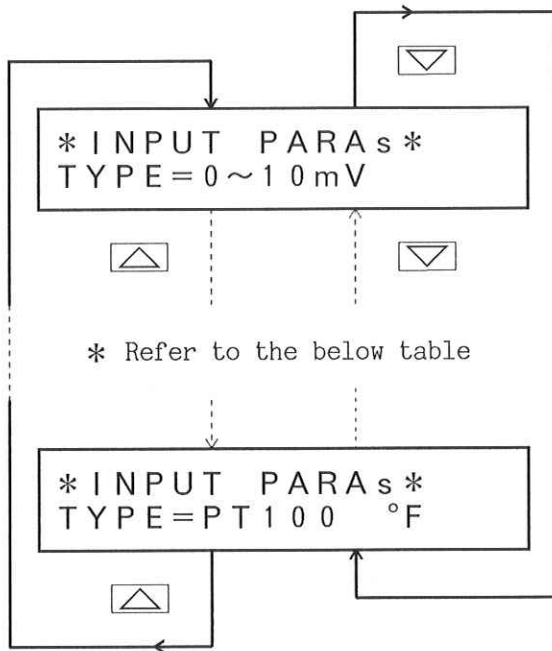 *INPUT PARAs*
TYPE=0~10mV
* Refer to the below table
*INPUT PARAs*
TYPE=PT100 °F